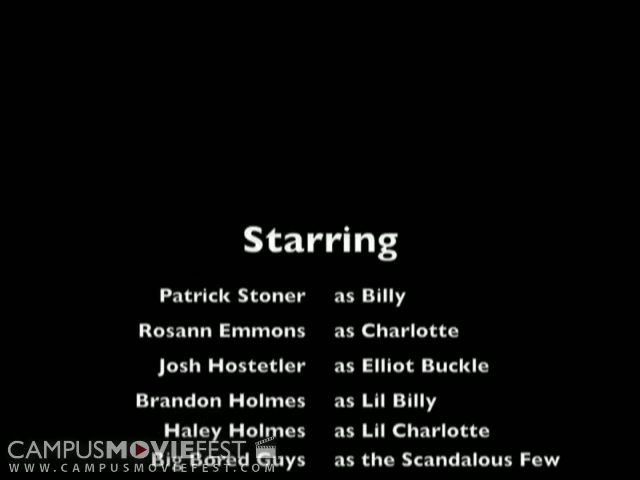 Starring
Patrick Stoner as Billy
Rosann Emmons as Charlotte
Josh Hostetler as Elliot Buckle
Brandon Holmes as Lil Billy
Haley Holmes as Lil Charlotte
Big Bored Guys as the Scandalous Few
CAMPUSMOVIEFEST
WWW.CAMPUSMOVIEFEST.COM